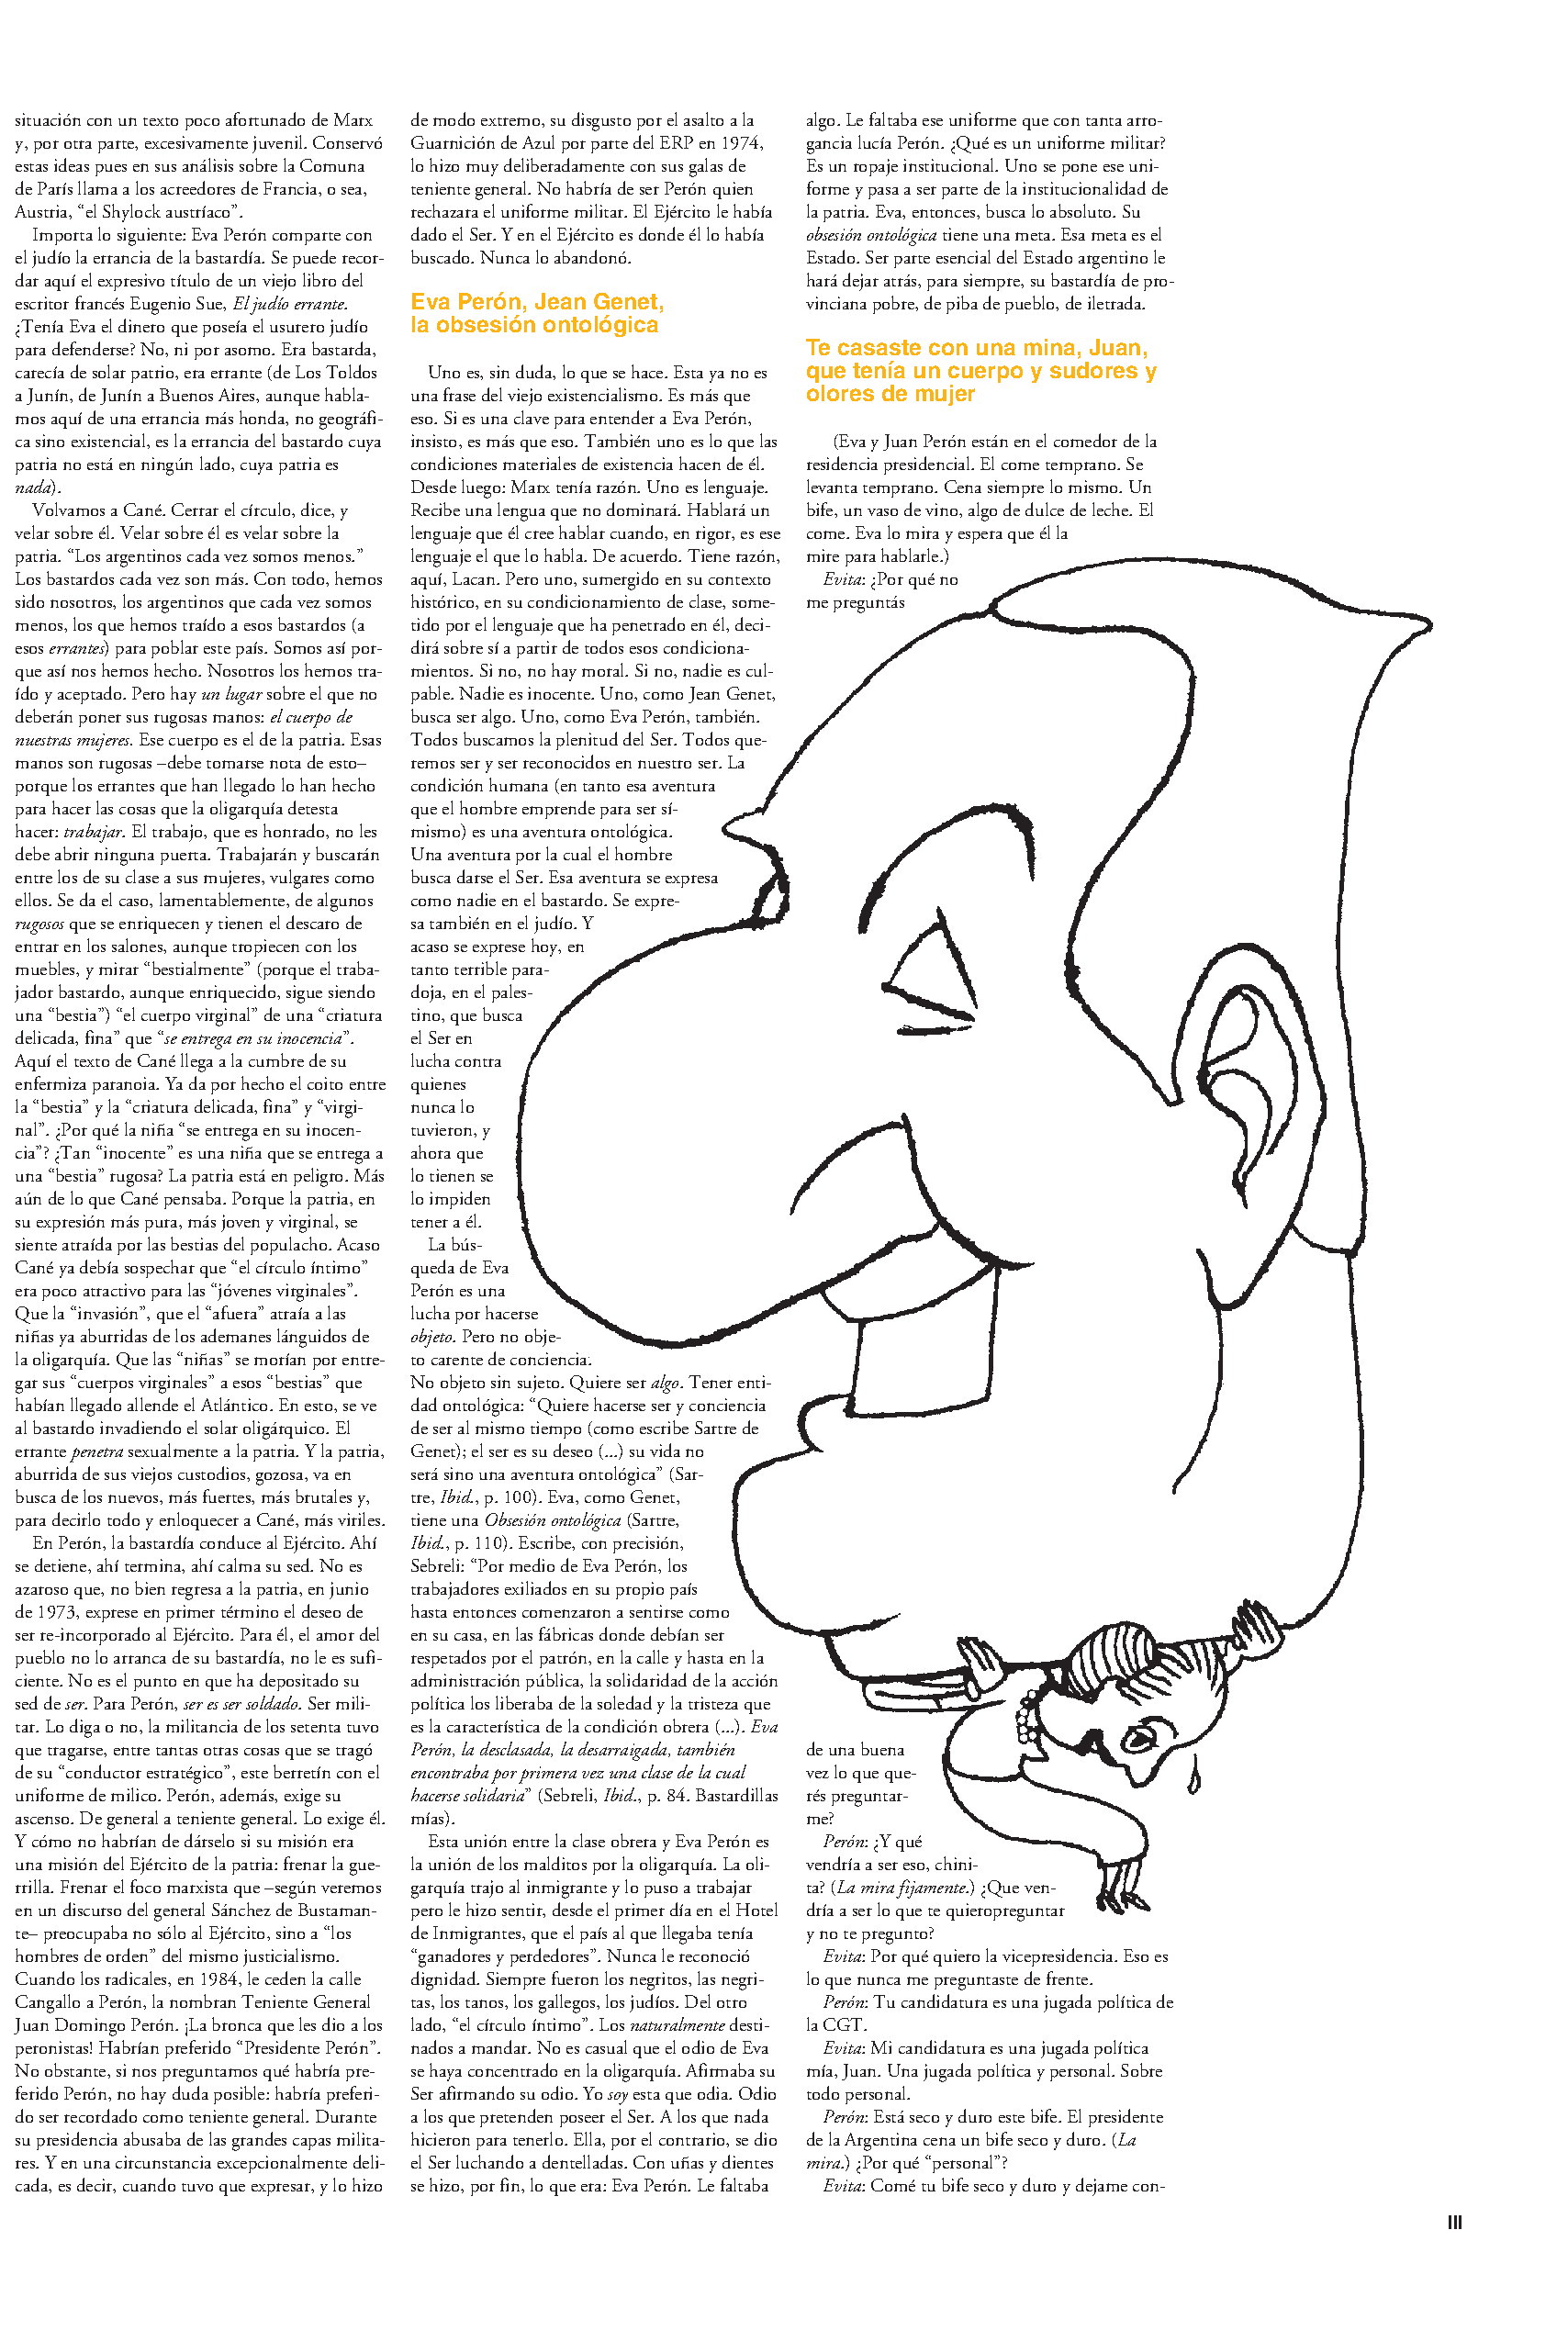 situación con un texto poco afortunado de Marx
y, por otra parte, excesivamente juvenil. Conservó
estas ideas pues en sus análisis sobre la Comuna
de París llama a los acreedores de Francia, o sea,
Austria, “el Shylock austríaco”.
Importa lo siguiente: Eva Perón comparte con
el judío la errancia de la bastardía. Se puede recor-
dar aquí el expresivo título de un viejo libro del
escritor francés Eugenio Sue, El judío errante.
¿Tenía Eva el dinero que poseía el usurero judío
para defenderse? No, ni por asomo. Era bastarda,
carecía de solar patrio, era errante (de Los Toldos
a Junín, de Junín a Buenos Aires, aunque habla-
mos aquí de una errancia más honda, no geográfi-
ca sino existencial, es la errancia del bastardo cuya
patria no está en ningún lado, cuya patria es
nada).
Volvamos a Cané. Cerrar el círculo, dice, y
velar sobre él. Velar sobre él es velar sobre la
patria. “Los argentinos cada vez somos menos.”
Los bastardos cada vez son más. Con todo, hemos
sido nosotros, los argentinos que cada vez somos
menos, los que hemos traído a esos bastardos (a
esos errantes) para poblar este país. Somos así por-
que así nos hemos hecho. Nosotros los hemos tra-
ído y aceptado. Pero hay un lugar sobre el que no
deberán poner sus rugosas manos: el cuerpo de
nuestras mujeres. Ese cuerpo es el de la patria. Esas
manos son rugosas –debe tomarse nota de esto–
porque los errantes que han llegado lo han hecho
para hacer las cosas que la oligarquía detesta
hacer: trabajar. El trabajo, que es honrado, no les
debe abrir ninguna puerta. Trabajarán y buscarán
entre los de su clase a sus mujeres, vulgares como
ellos. Se da el caso, lamentablemente, de algunos
rugosos que se enriquecen y tienen el descaro de
entrar en los salones, aunque tropiecen con los
muebles, y mirar “bestialmente” (porque el traba-
jador bastardo, aunque enriquecido, sigue siendo
una “bestia”) “el cuerpo virginal” de una “criatura
delicada, fina” que “se entrega en su inocencia”.
Aquí el texto de Cané llega a la cumbre de su
enfermiza paranoia. Ya da por hecho el coito entre
la “bestia” y la “criatura delicada, fina” y “virgi-
nal”. ¿Por qué la niña “se entrega en su inocen-
cia”? ¿Tan “inocente” es una niña que se entrega a
una “bestia” rugosa? La patria está en peligro. Más
aún de lo que Cané pensaba. Porque la patria, en
su expresión más pura, más joven y virginal, se
siente atraída por las bestias del populacho. Acaso
Cané ya debía sospechar que “el círculo íntimo”
era poco atractivo para las “jóvenes virginales”.
Que la “invasión”, que el “afuera” atraía a las
niñas ya aburridas de los ademanes lánguidos de
la oligarquía. Que las “niñas” se morían por entre-
gar sus “cuerpos virginales” a esos “bestias” que
habían llegado allende el Atlántico. En esto, se ve
al bastardo invadiendo el solar oligárquico. El
errante penetra sexualmente a la patria. Y la patria,
aburrida de sus viejos custodios, gozosa, va en
busca de los nuevos, más fuertes, más brutales y,
para decirlo todo y enloquecer a Cané, más viriles.
En Perón, la bastardía conduce al Ejército. Ahí
se detiene, ahí termina, ahí calma su sed. No es
azaroso que, no bien regresa a la patria, en junio
de 1973, exprese en primer término el deseo de
ser re-incorporado al Ejército. Para él, el amor del
pueblo no lo arranca de su bastardía, no le es sufi-
ciente. No es el punto en que ha depositado su
sed de ser. Para Perón, ser es ser soldado. Ser mili-
tar. Lo diga o no, la militancia de los setenta tuvo
que tragarse, entre tantas otras cosas que se tragó
de su “conductor estratégico”, este berretín con el
uniforme de milico. Perón, además, exige su
ascenso. De general a teniente general. Lo exige él.
Y cómo no habrían de dárselo si su misión era
una misión del Ejército de la patria: frenar la gue-
rrilla. Frenar el foco marxista que –según veremos
en un discurso del general Sánchez de Bustaman-
te– preocupaba no sólo al Ejército, sino a “los
hombres de orden” del mismo justicialismo.
Cuando los radicales, en 1984, le ceden la calle
Cangallo a Perón, la nombran Teniente General
Juan Domingo Perón. ¡La bronca que les dio a los
peronistas! Habrían preferido “Presidente Perón”.
No obstante, si nos preguntamos qué habría pre-
ferido Perón, no hay duda posible: habría preferi-
do ser recordado como teniente general. Durante
su presidencia abusaba de las grandes capas milita-
res. Y en una circunstancia excepcionalmente deli-
cada, es decir, cuando tuvo que expresar, y lo hizo
de modo extremo, su disgusto por el asalto a la
Guarnición de Azul por parte del ERP en 1974,
lo hizo muy deliberadamente con sus galas de
teniente general. No habría de ser Perón quien
rechazara el uniforme militar. El Ejército le había
dado el Ser. Y en el Ejército es donde él lo había
buscado. Nunca lo abandonó.
Eva Perón, Jean Genet,
la obsesión ontológica
Uno es, sin duda, lo que se hace. Esta ya no es
una frase del viejo existencialismo. Es más que
eso. Si es una clave para entender a Eva Perón,
insisto, es más que eso. También uno es lo que las
condiciones materiales de existencia hacen de él.
Desde luego: Marx tenía razón. Uno es lenguaje.
Recibe una lengua que no dominará. Hablará un
lenguaje que él cree hablar cuando, en rigor, es ese
lenguaje el que lo habla. De acuerdo. Tiene razón,
aquí, Lacan. Pero uno, sumergido en su contexto
histórico, en su condicionamiento de clase, some-
tido por el lenguaje que ha penetrado en él, deci-
dirá sobre sí a partir de todos esos condiciona-
mientos. Si no, no hay moral. Si no, nadie es cul-
pable. Nadie es inocente. Uno, como Jean Genet,
busca ser algo. Uno, como Eva Perón, también.
Todos buscamos la plenitud del Ser. Todos que-
remos ser y ser reconocidos en nuestro ser. La
condición humana (en tanto esa aventura
que el hombre emprende para ser sí-
mismo) es una aventura ontológica.
Una aventura por la cual el hombre
busca darse el Ser. Esa aventura se expresa
como nadie en el bastardo. Se expre-
sa también en el judío. Y
acaso se exprese hoy, en
tanto terrible para-
doja, en el pales-
tino, que busca
el Ser en
lucha contra
quienes
nunca lo
tuvieron, y
ahora que
lo tienen se
lo impiden
tener a él.
La bús-
queda de Eva
Perón es una
lucha por hacerse
objeto. Pero no obje-
to carente de conciencia.
No objeto sin sujeto. Quiere ser algo. Tener enti-
dad ontológica: “Quiere hacerse ser y conciencia
de ser al mismo tiempo (como escribe Sartre de
Genet); el ser es su deseo (...) su vida no
será sino una aventura ontológica” (Sar-
tre, Ibid., p. 100). Eva, como Genet,
tiene una Obsesión ontológica (Sartre,
Ibid., p. 110). Escribe, con precisión,
Sebreli: “Por medio de Eva Perón, los
trabajadores exiliados en su propio país
hasta entonces comenzaron a sentirse como
en su casa, en las fábricas donde debían ser
respetados por el patrón, en la calle y hasta en la
administración pública, la solidaridad de la acción
política los liberaba de la soledad y la tristeza que
es la característica de la condición obrera (...). Eva
Perón, la desclasada, la desarraigada, también
encontraba por primera vez una clase de la cual
hacerse solidaria” (Sebreli, Ibid., p. 84. Bastardillas
mías).
Esta unión entre la clase obrera y Eva Perón es
la unión de los malditos por la oligarquía. La oli-
garquía trajo al inmigrante y lo puso a trabajar
pero le hizo sentir, desde el primer día en el Hotel
de Inmigrantes, que el país al que llegaba tenía
“ganadores y perdedores”. Nunca le reconoció
dignidad. Siempre fueron los negritos, las negri-
tas, los tanos, los gallegos, los judíos. Del otro
lado, “el círculo íntimo”. Los naturalmente desti-
nados a mandar. No es casual que el odio de Eva
se haya concentrado en la oligarquía. Afirmaba su
Ser afirmando su odio. Yo soy esta que odia. Odio
a los que pretenden poseer el Ser. A los que nada
hicieron para tenerlo. Ella, por el contrario, se dio
el Ser luchando a dentelladas. Con uñas y dientes
se hizo, por fin, lo que era: Eva Perón. Le faltaba
algo. Le faltaba ese uniforme que con tanta arro-
gancia lucía Perón. ¿Qué es un uniforme militar?
Es un ropaje institucional. Uno se pone ese uni-
forme y pasa a ser parte de la institucionalidad de
la patria. Eva, entonces, busca lo absoluto. Su
obsesión ontológica tiene una meta. Esa meta es el
Estado. Ser parte esencial del Estado argentino le
hará dejar atrás, para siempre, su bastardía de pro-
vinciana pobre, de piba de pueblo, de iletrada.
Te casaste con una mina, Juan,
que tenía un cuerpo y sudores y
olores de mujer
(Eva y Juan Perón están en el comedor de la
residencia presidencial. El come temprano. Se
levanta temprano. Cena siempre lo mismo. Un
bife, un vaso de vino, algo de dulce de leche. El
come. Eva lo mira y espera que él la
mire para hablarle.)
Evita: ¿Por qué no
me preguntás
de una buena
vez lo que que-
rés preguntar-
me?
Perón: ¿Y qué
vendría a ser eso, chini-
ta? (La mira fijamente.) ¿Que ven-
dría a ser lo que te quieropreguntar
y no te pregunto?
Evita: Por qué quiero la vicepresidencia. Eso es
lo que nunca me preguntaste de frente.
Perón: Tu candidatura es una jugada política de
la CGT.
Evita: Mi candidatura es una jugada política
mía, Juan. Una jugada política y personal. Sobre
todo personal.
Perón: Está seco y duro este bife. El presidente
de la Argentina cena un bife seco y duro. (La
mira.) ¿Por qué “personal”?
Evita: Comé tu bife seco y duro y dejame con-
III